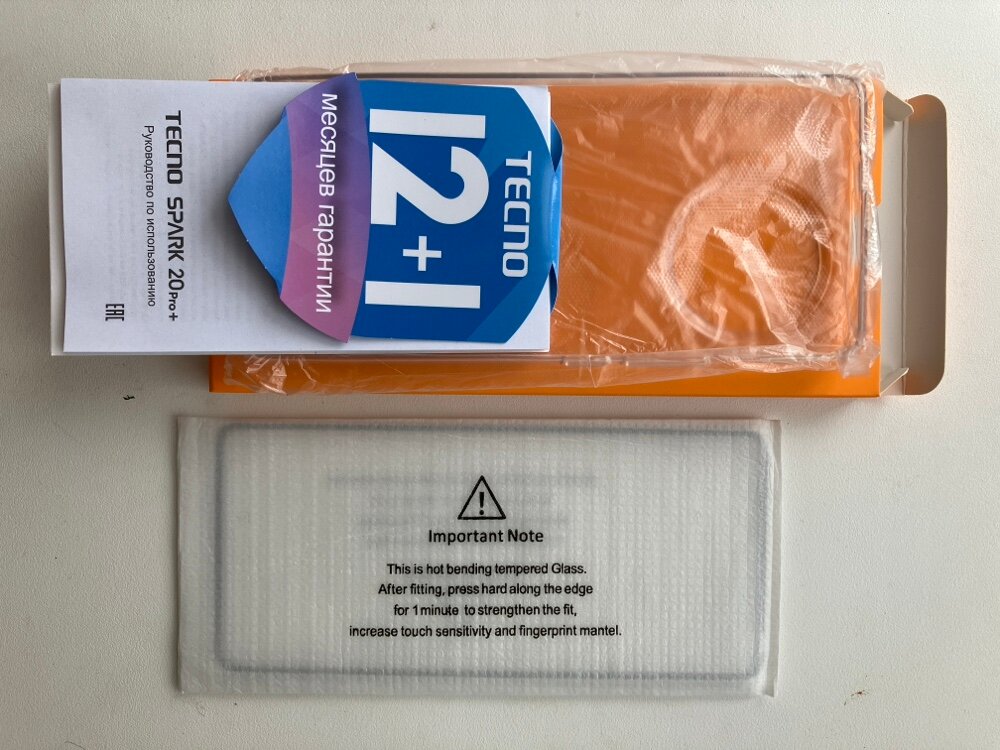 TECNO SPARK 20 Pro+
Руководство по использованию
EAC
TECNO
12+1
месяцев гарантии
Important Note
This is hot bending tempered Glass.
After fitting, press hard along the edge
for 1 minute to strengthen the fit,
increase touch sensitivity and fingerprint mantel.